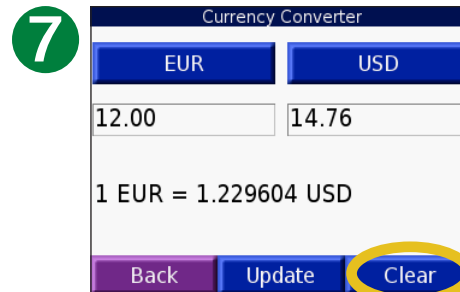 7
Currency Converter
EUR USD
12.00 14.76
1 EUR = 1.229604 USD
Back Update Clear